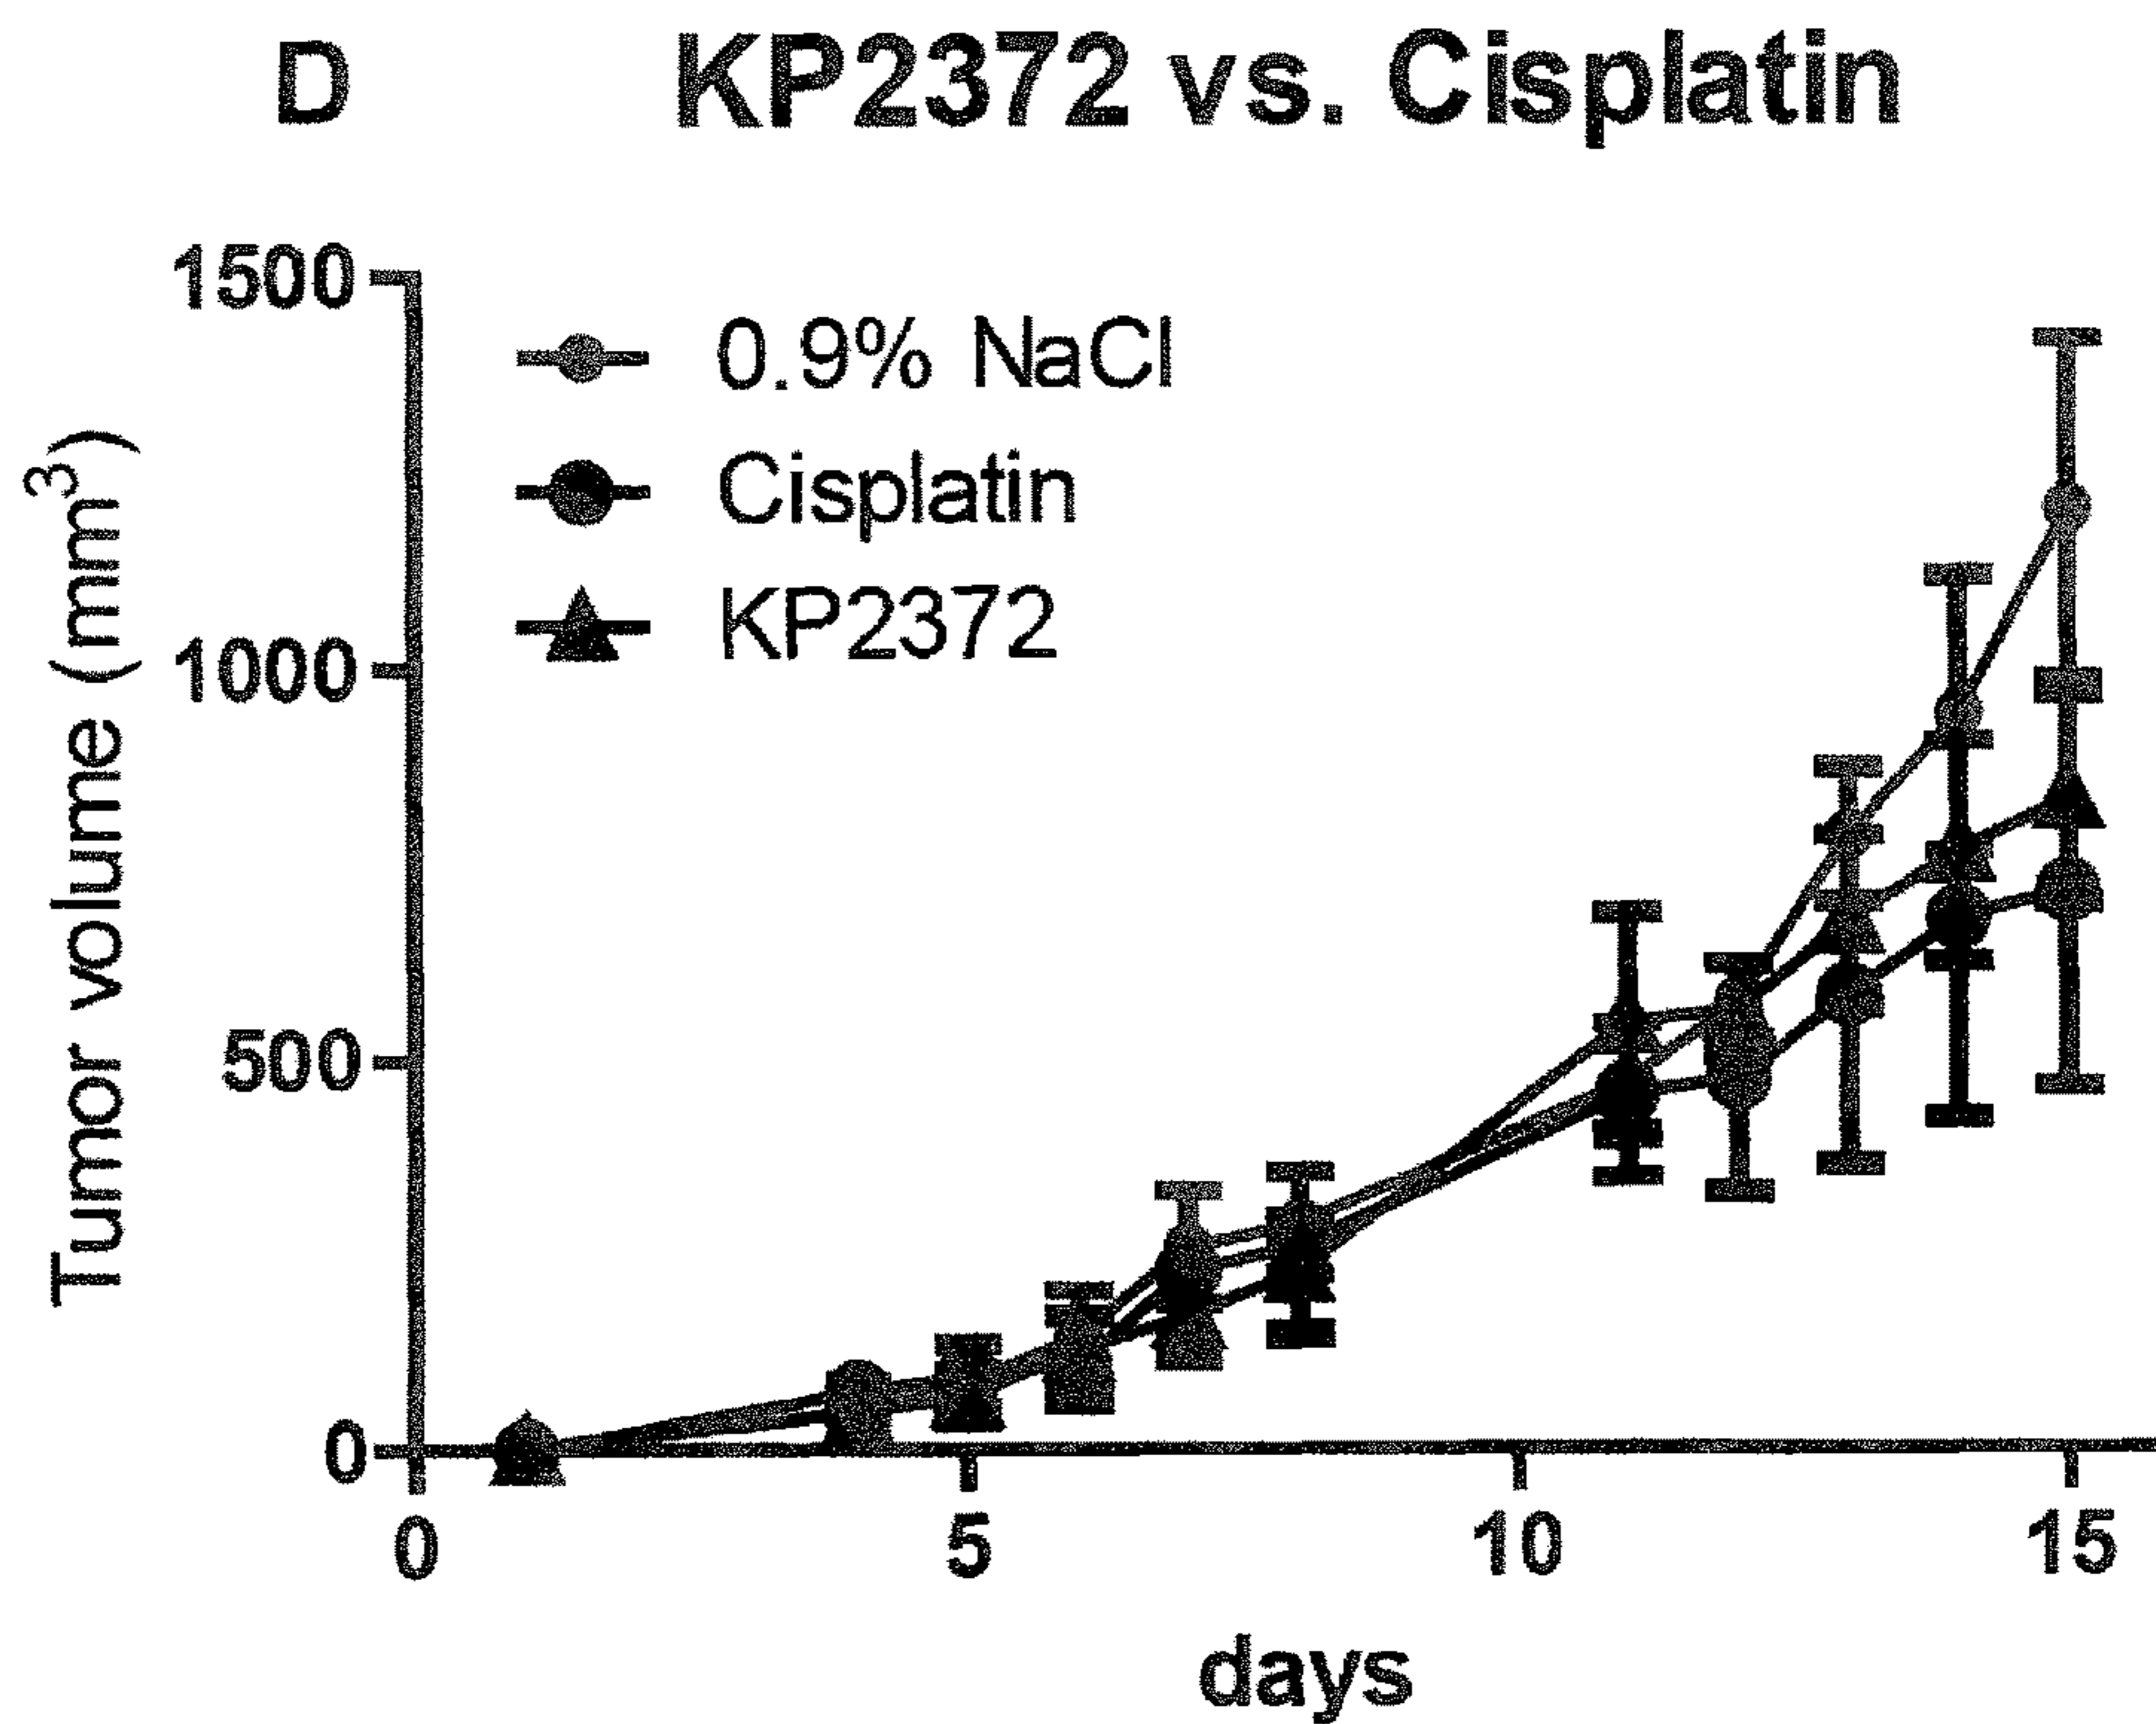 D KP2372 vs. Cisplatin
1500
1000
500
0
Tumor volume (mm³)
0.9% NaCl
Cisplatin
KP2372
0 5 10 15
days